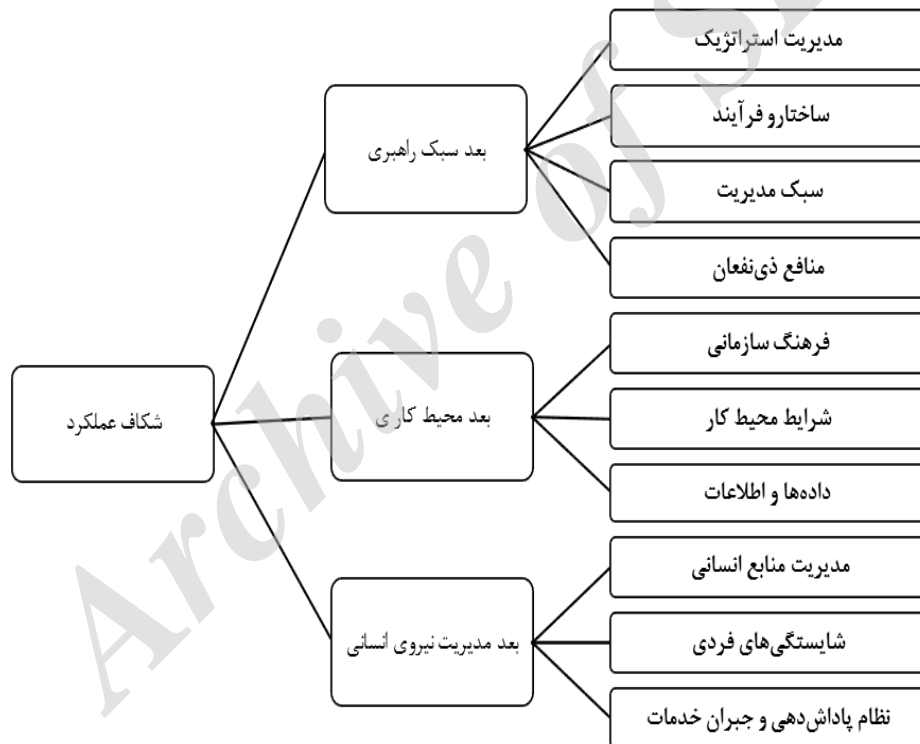 مدیریت استراتژیک
ساختارو فرآیند
بعد سبک راهبری
سبک مدیریت
منافع ذی‌نفعان
فرهنگ سازمانی
شکاف عملکرد
بعد محیط کاری
شرایط محیط کار
داده‌ها و اطلاعات
مدیریت منابع انسانی
بعد مدیریت نیروی انسانی
شایستگی‌های فردی
نظام پاداش‌دهی و جبران خدمات
Archive of S